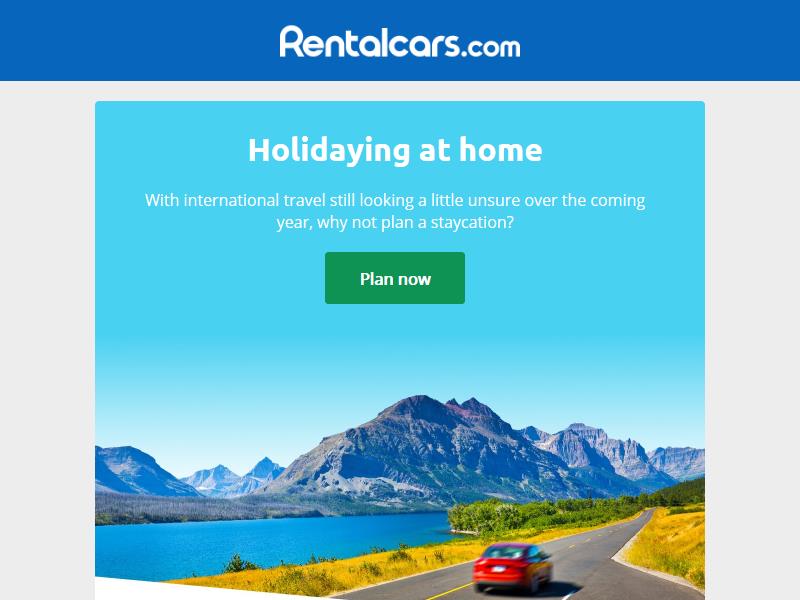 Rentalcars.com
Holidaying at home
With international travel still looking a little unsure over the coming
year, why not plan a staycation?
Plan now